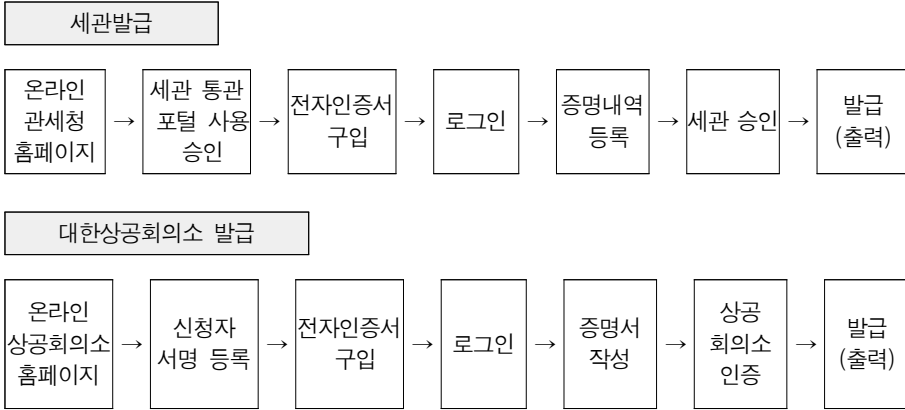 세관발급
온라인
관세청
홈페이지
→
세관 통관
포털 사용
승인
→
전자인증서
구입
→
로그인
→
증명내역
등록
→
세관 승인
→
발급
(출력)
대한상공회의소 발급
온라인
상공회의소
홈페이지
→
신청자
서명 등록
→
전자인증서
구입
→
로그인
→
증명서
작성
→
상공
회의소
인증
→
발급
(출력)